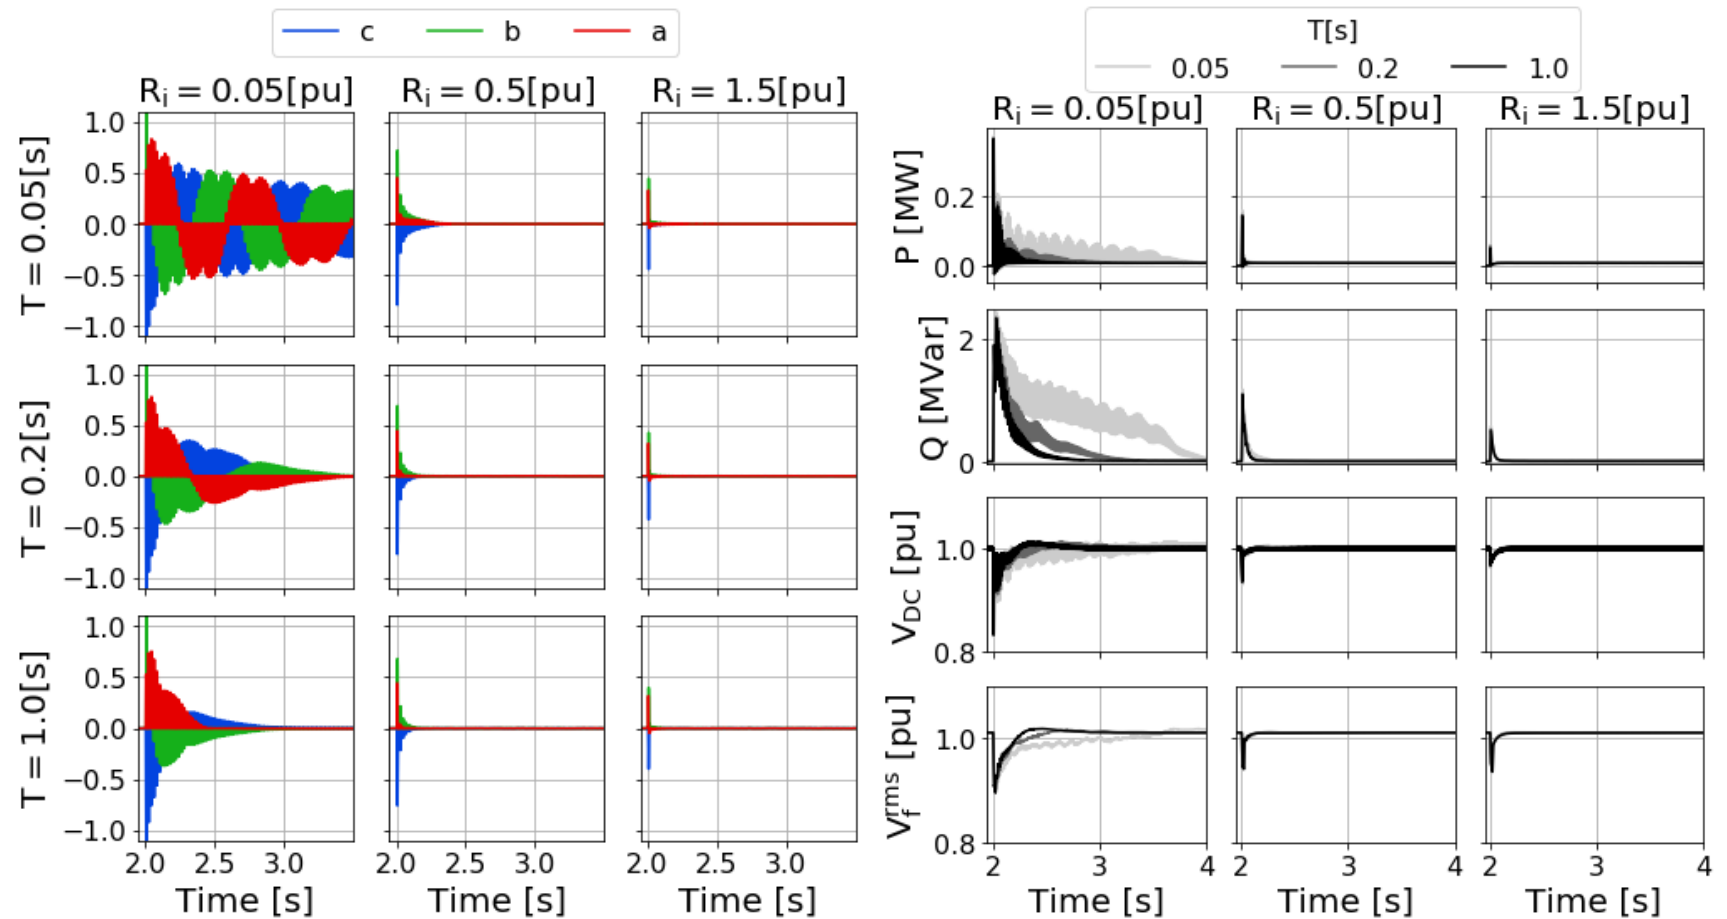 c b a
R_i = 0.05[pu] R_i = 0.5[pu] R_i = 1.5[pu]
T = 0.05[s]
1.0
0.5
0.0
−0.5
−1.0
T = 0.2[s]
1.0
0.5
0.0
−0.5
−1.0
T = 1.0[s]
1.0
0.5
0.0
−0.5
−1.0
2.0 2.5 3.0 2.0 2.5 3.0 2.0 2.5 3.0
Time [s] Time [s] Time [s]
T[s]
0.05 0.2 1.0
R_i = 0.05[pu] R_i = 0.5[pu] R_i = 1.5[pu]
P [MW]
0.2
0.0
Q [MVar]
2
0
V_DC [pu]
1.0
0.8
V_f^rms [pu]
1.0
0.8
2 3 4 2 3 4 2 3 4
Time [s] Time [s] Time [s]